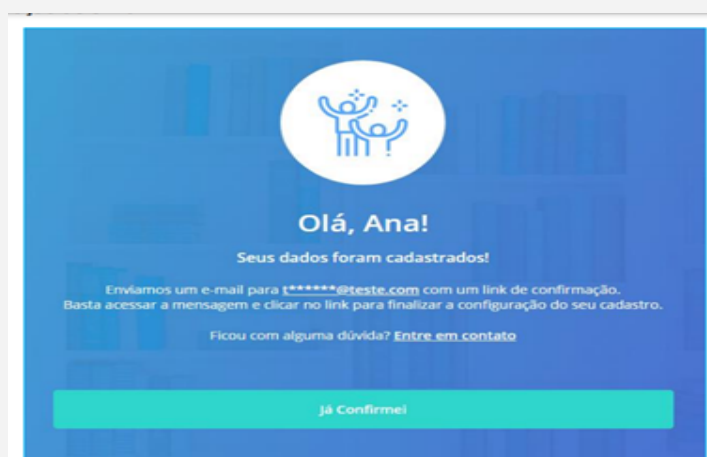 Olá, Ana!
Seus dados foram cadastrados!
Enviamos um e-mail para t******@teste.com com um link de confirmação.
Basta acessar a mensagem e clicar no link para finalizar a configuração do seu cadastro.
Ficou com alguma dúvida? Entre em contato
Já Confirmei